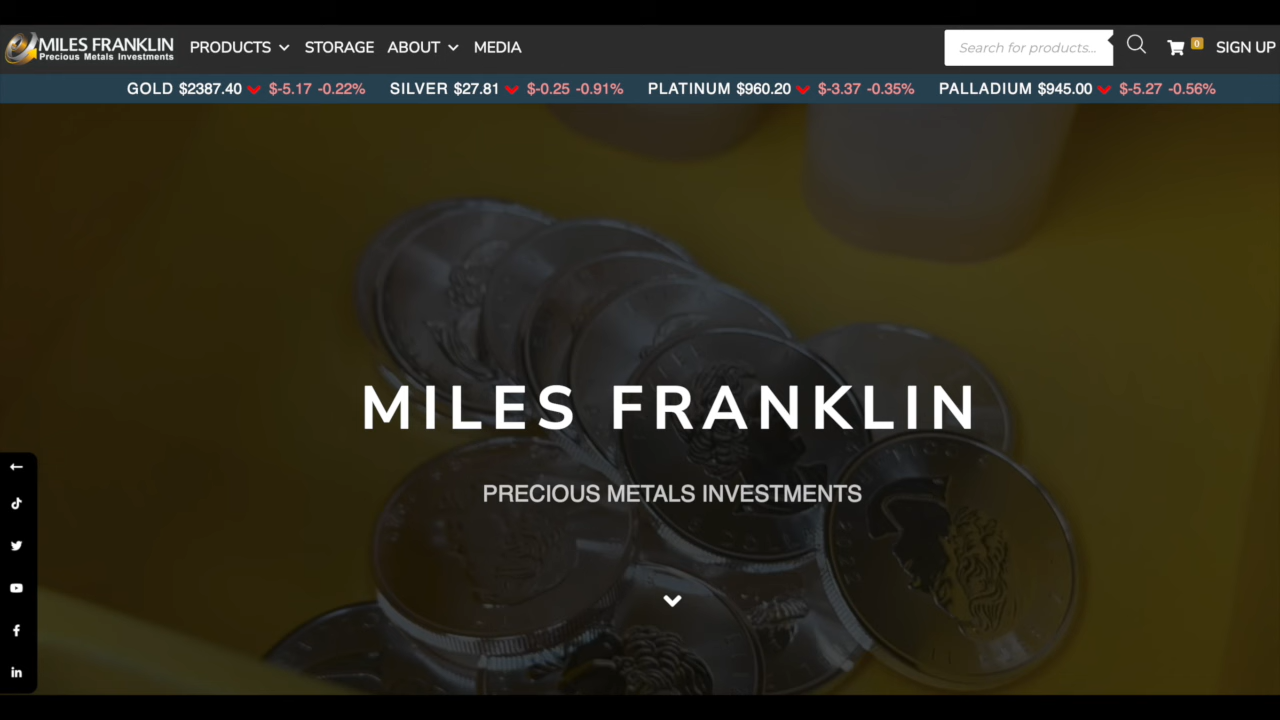 MILES FRANKLIN
Precious Metals Investments
PRODUCTS STORAGE ABOUT MEDIA
Search for products...
0
SIGN UP
GOLD $2387.40 $-5.17 -0.22% SILVER $27.81 $-0.25 -0.91% PLATINUM $960.20 $-3.37 -0.35% PALLADIUM $945.00 $-5.27 -0.56%
MILES FRANKLIN
PRECIOUS METALS INVESTMENTS